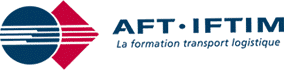 AFT • IFTIM
La formation transport logistique